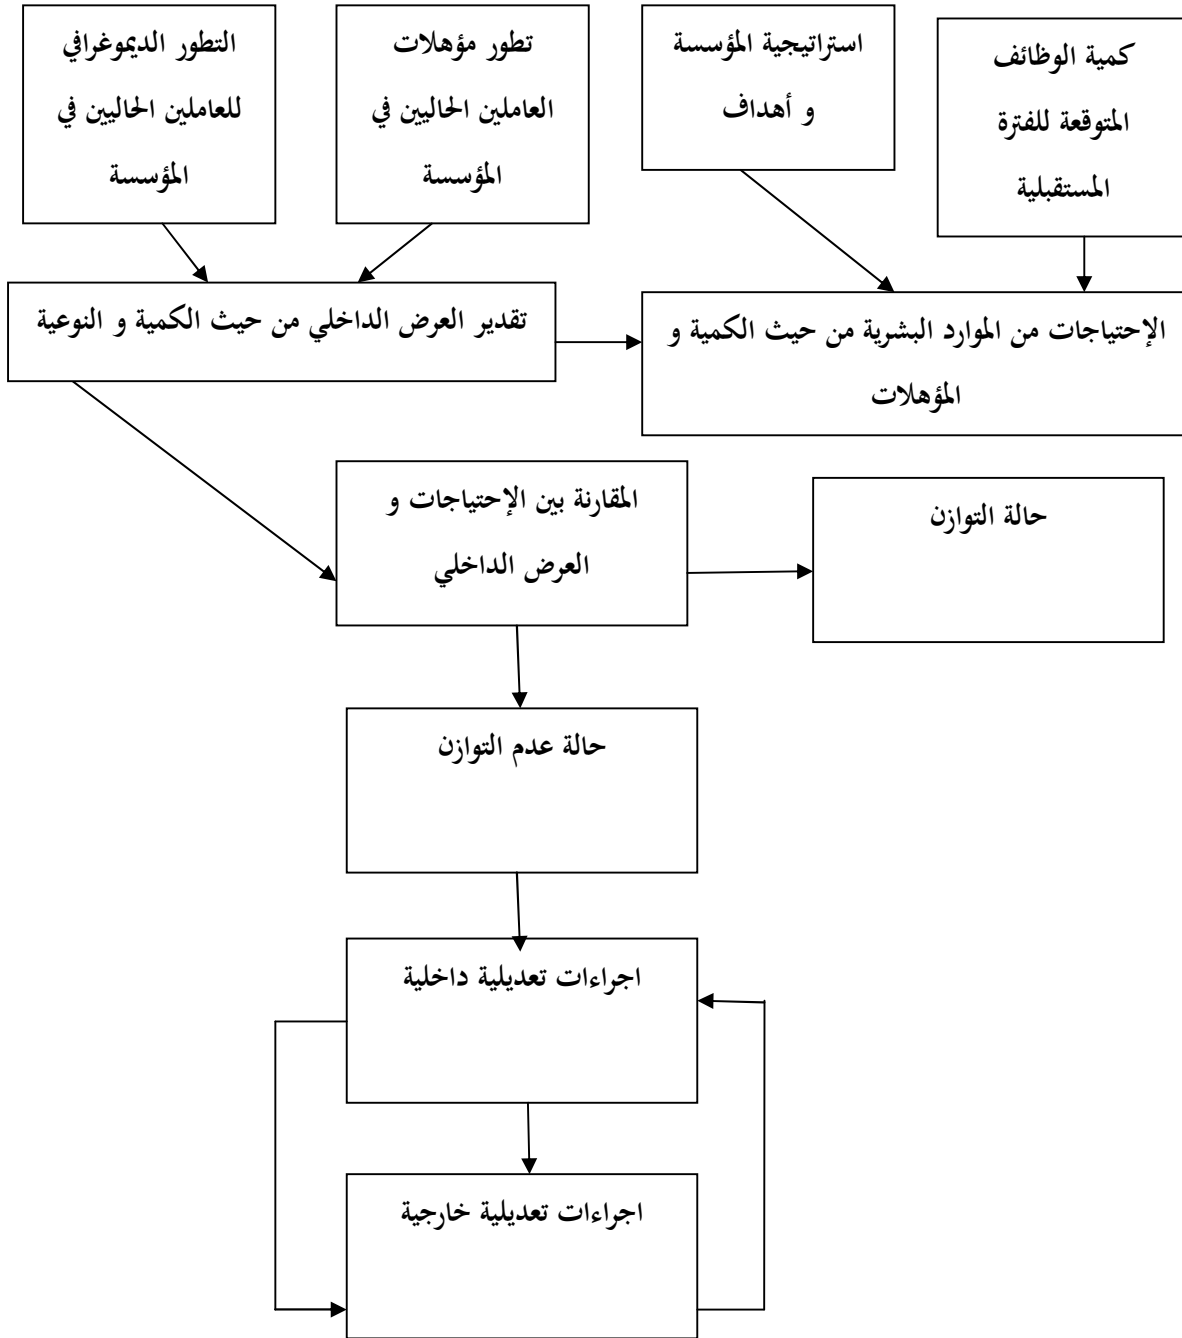 كمية الوظائف
المتوقعة للفترة
المستقبلية
استراتيجية المؤسسة
و أهداف
تطور مؤهلات
العاملين الحاليين في
المؤسسة
التطور الديموغرافي
للعاملين الحاليين في
المؤسسة
الإحتياجات من الموارد البشرية من حيث الكمية و
المؤهلات
تقدير العرض الداخلي من حيث الكمية و النوعية
حالة التوازن
المقارنة بين الإحتياجات و
العرض الداخلي
حالة عدم التوازن
اجراءات تعديلية داخلية
اجراءات تعديلية خارجية